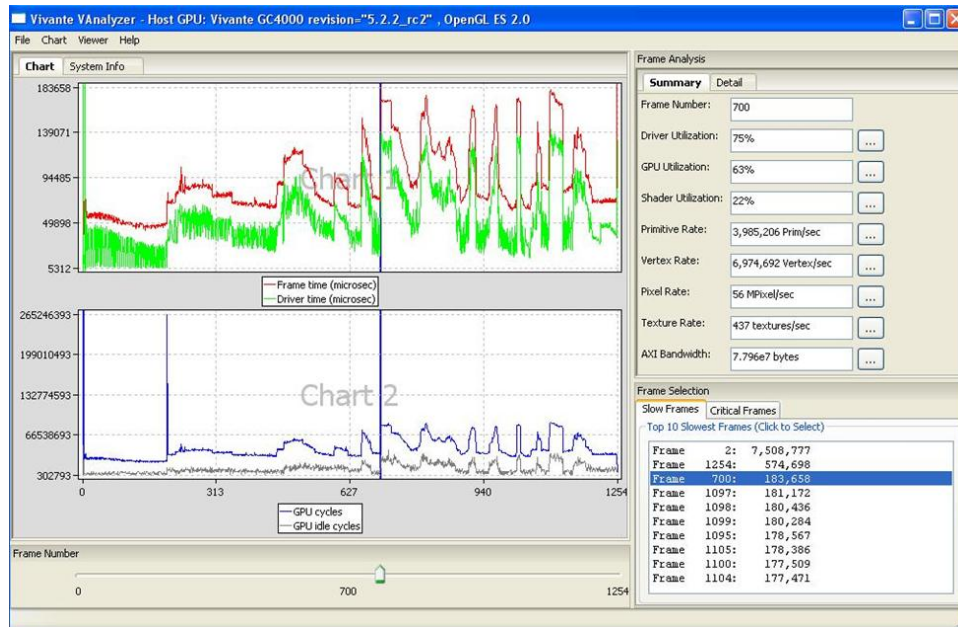 Vivante VAnalyzer - Host GPU: Vivante GC4000 revision="5.2.2_rc2" , OpenGL ES 2.0
File Chart Viewer Help
Chart System Info
183658
139071
94485
49898
5312
Chart 1
Frame time (microsec)
Driver time (microsec)
265246393
199010493
132774593
66538693
302793
Chart 2
0 313 627 940 1254
GPU cycles
GPU idle cycles
Frame Number
0 700 1254
Frame Analysis
Summary Detail
Frame Number: 700
Driver Utilization: 75% ...
GPU Utilization: 63% ...
Shader Utilization: 22% ...
Primitive Rate: 3,985,206 Prim/sec ...
Vertex Rate: 6,974,692 Vertex/sec ...
Pixel Rate: 56 MPixel/sec ...
Texture Rate: 437 textures/sec ...
AXI Bandwidth: 7.796e7 bytes ...
Frame Selection
Slow Frames Critical Frames
Top 10 Slowest Frames (Click to Select)
Frame 2: 7,508,777
Frame 1254: 574,698
Frame 700: 183,658
Frame 1097: 181,172
Frame 1098: 180,436
Frame 1099: 180,284
Frame 1095: 178,567
Frame 1105: 178,386
Frame 1100: 177,509
Frame 1104: 177,471